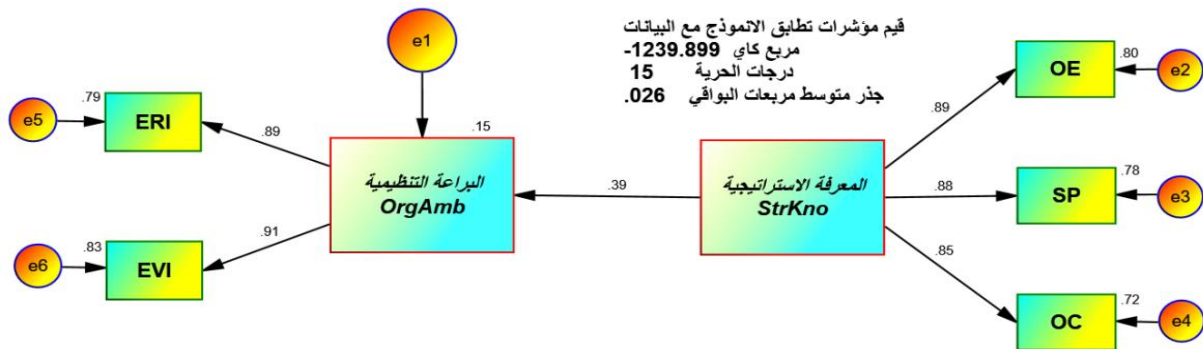 قيم مؤشرات تطابق الانموذج مع البيانات
مربع كاي 1239.899-
درجات الحرية 15
جذر متوسط مربعات البواقي 026.
e1
e5
.79
ERI
.89
.15
البراعة التنظيمية
OrgAmb
.91
e6
.83
EVI
.39
المعرفة الاستراتيجية
StrKno
.89
OE
.80
e2
.88
SP
.78
e3
.85
OC
.72
e4